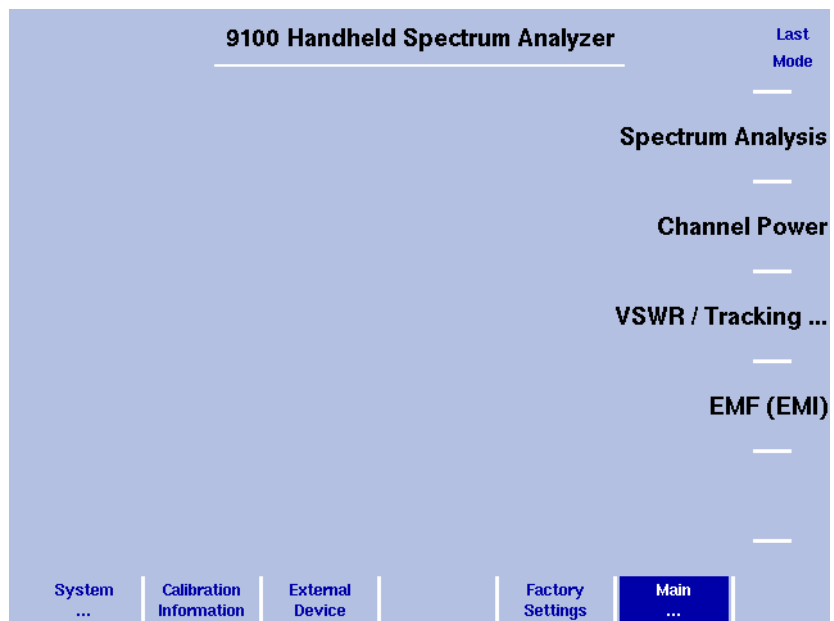 9100 Handheld Spectrum Analyzer
Last
Mode
Spectrum Analysis
Channel Power
VSWR / Tracking ...
EMF (EMI)
System
...
Calibration
Information
External
Device
Factory
Settings
Main
...